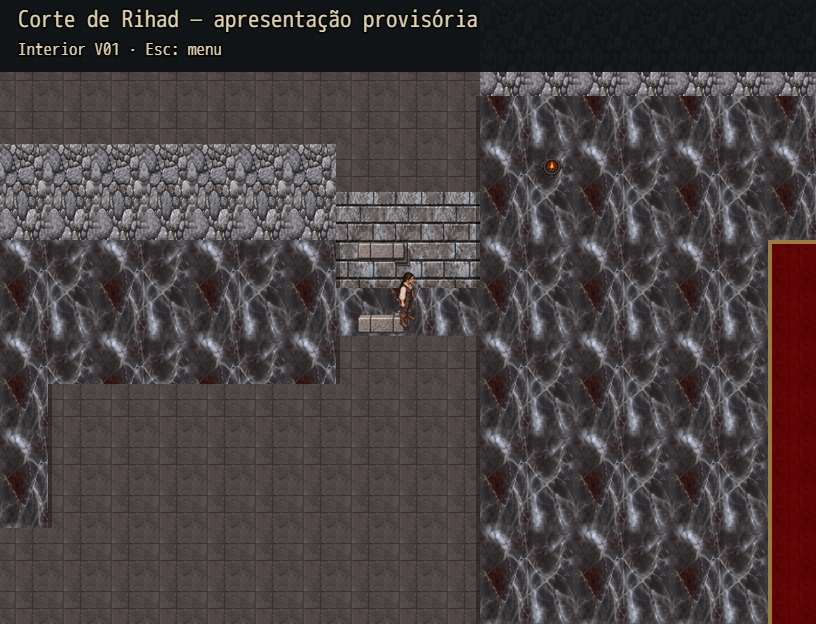 Corte de Rihad — apresentação provisória
Interior V01 · Esc: menu